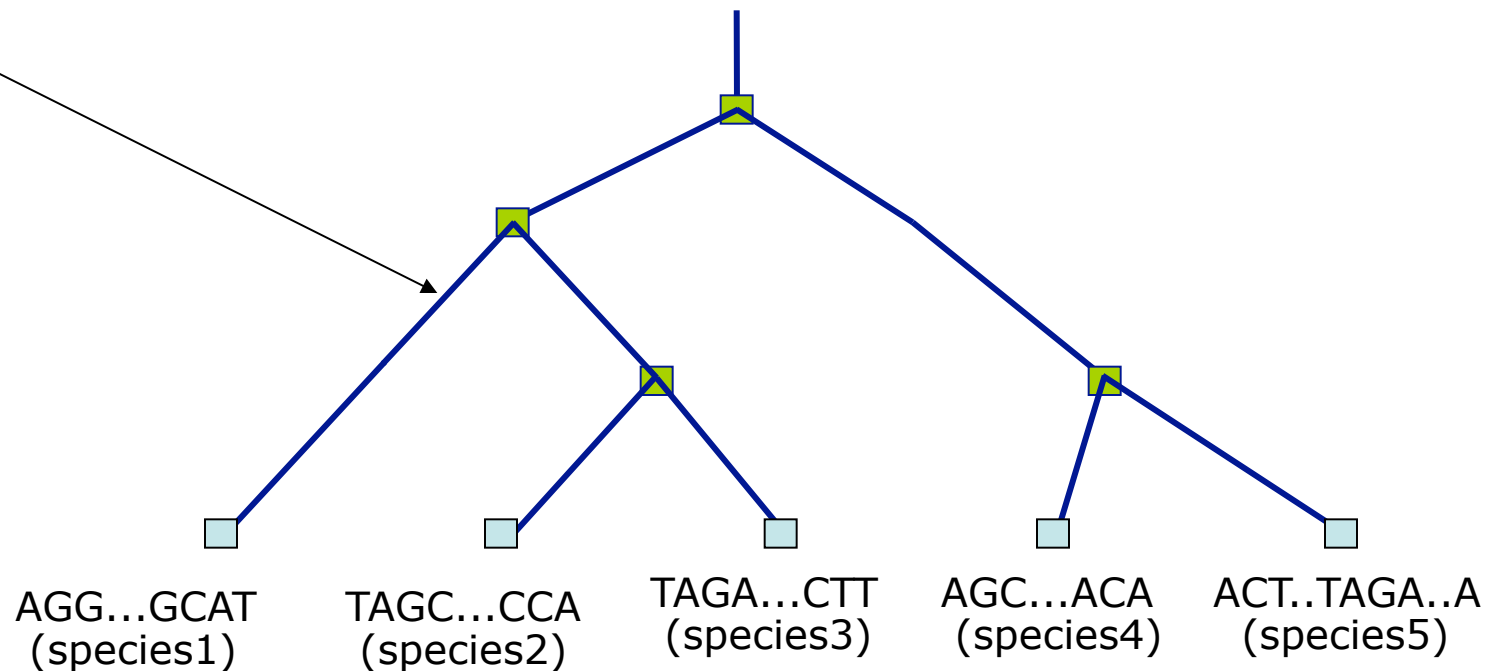 AGG...GCAT
(species1)
TAGC...CCA
(species2)
TAGA...CTT
(species3)
AGC...ACA
(species4)
ACT..TAGA..A
(species5)